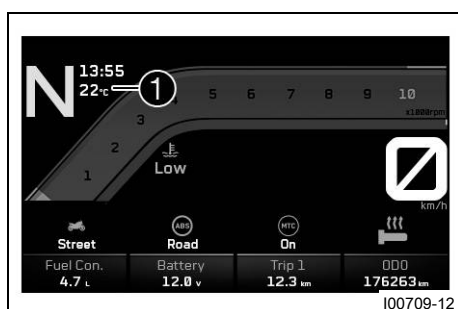 N
13:55
22°C
1
5 6 7 8 9 10
x1000rpm
3
2
1
Low
0
km/h
ABS
MTC
Street Road On
Fuel Con. Battery Trip 1 ODO
4.7 L 12.0 V 12.3 km 176263 km
I00709-12